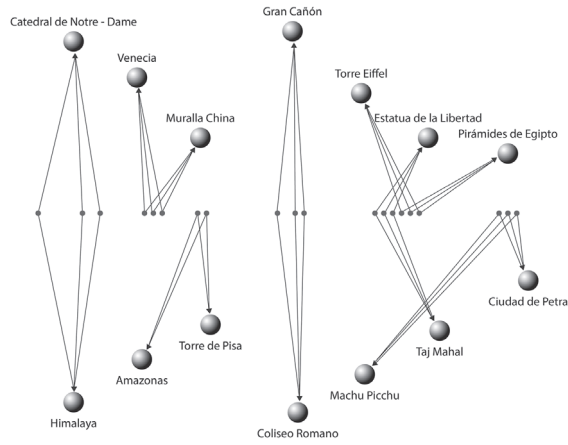 Gran Cañón
Catedral de Notre - Dame
Venecia
Torre Eiffel
Muralla China
Estatua de la Libertad
Pirámides de Egipto
Ciudad de Petra
Torre de Pisa
Taj Mahal
Amazonas
Machu Picchu
Himalaya
Coliseo Romano